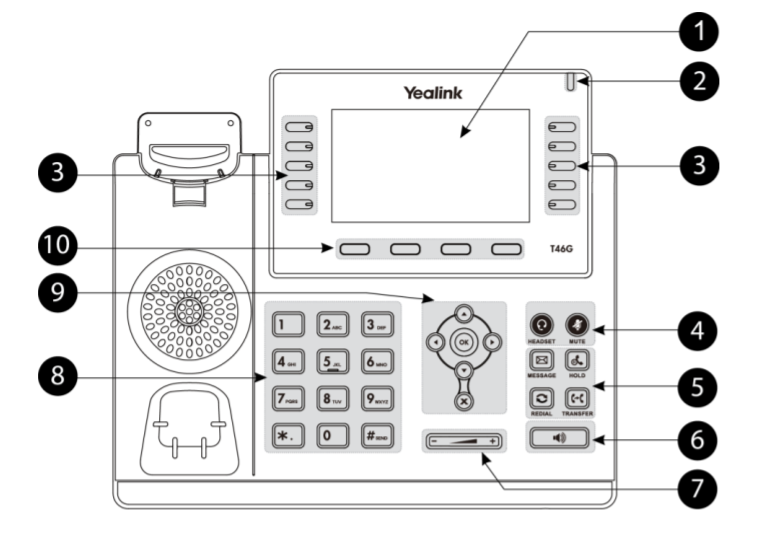 1
2
Yealink
3
3
10
T46G
9
1
2 ABC
3 DEF
HEADSET
MUTE
4
4 GHI
5 JKL
6 MNO
MESSAGE
HOLD
5
8
7 PQRS
8 TUV
9 WXYZ
REDIAL
TRANSFER
* .
0
# SEND
6
- +
7